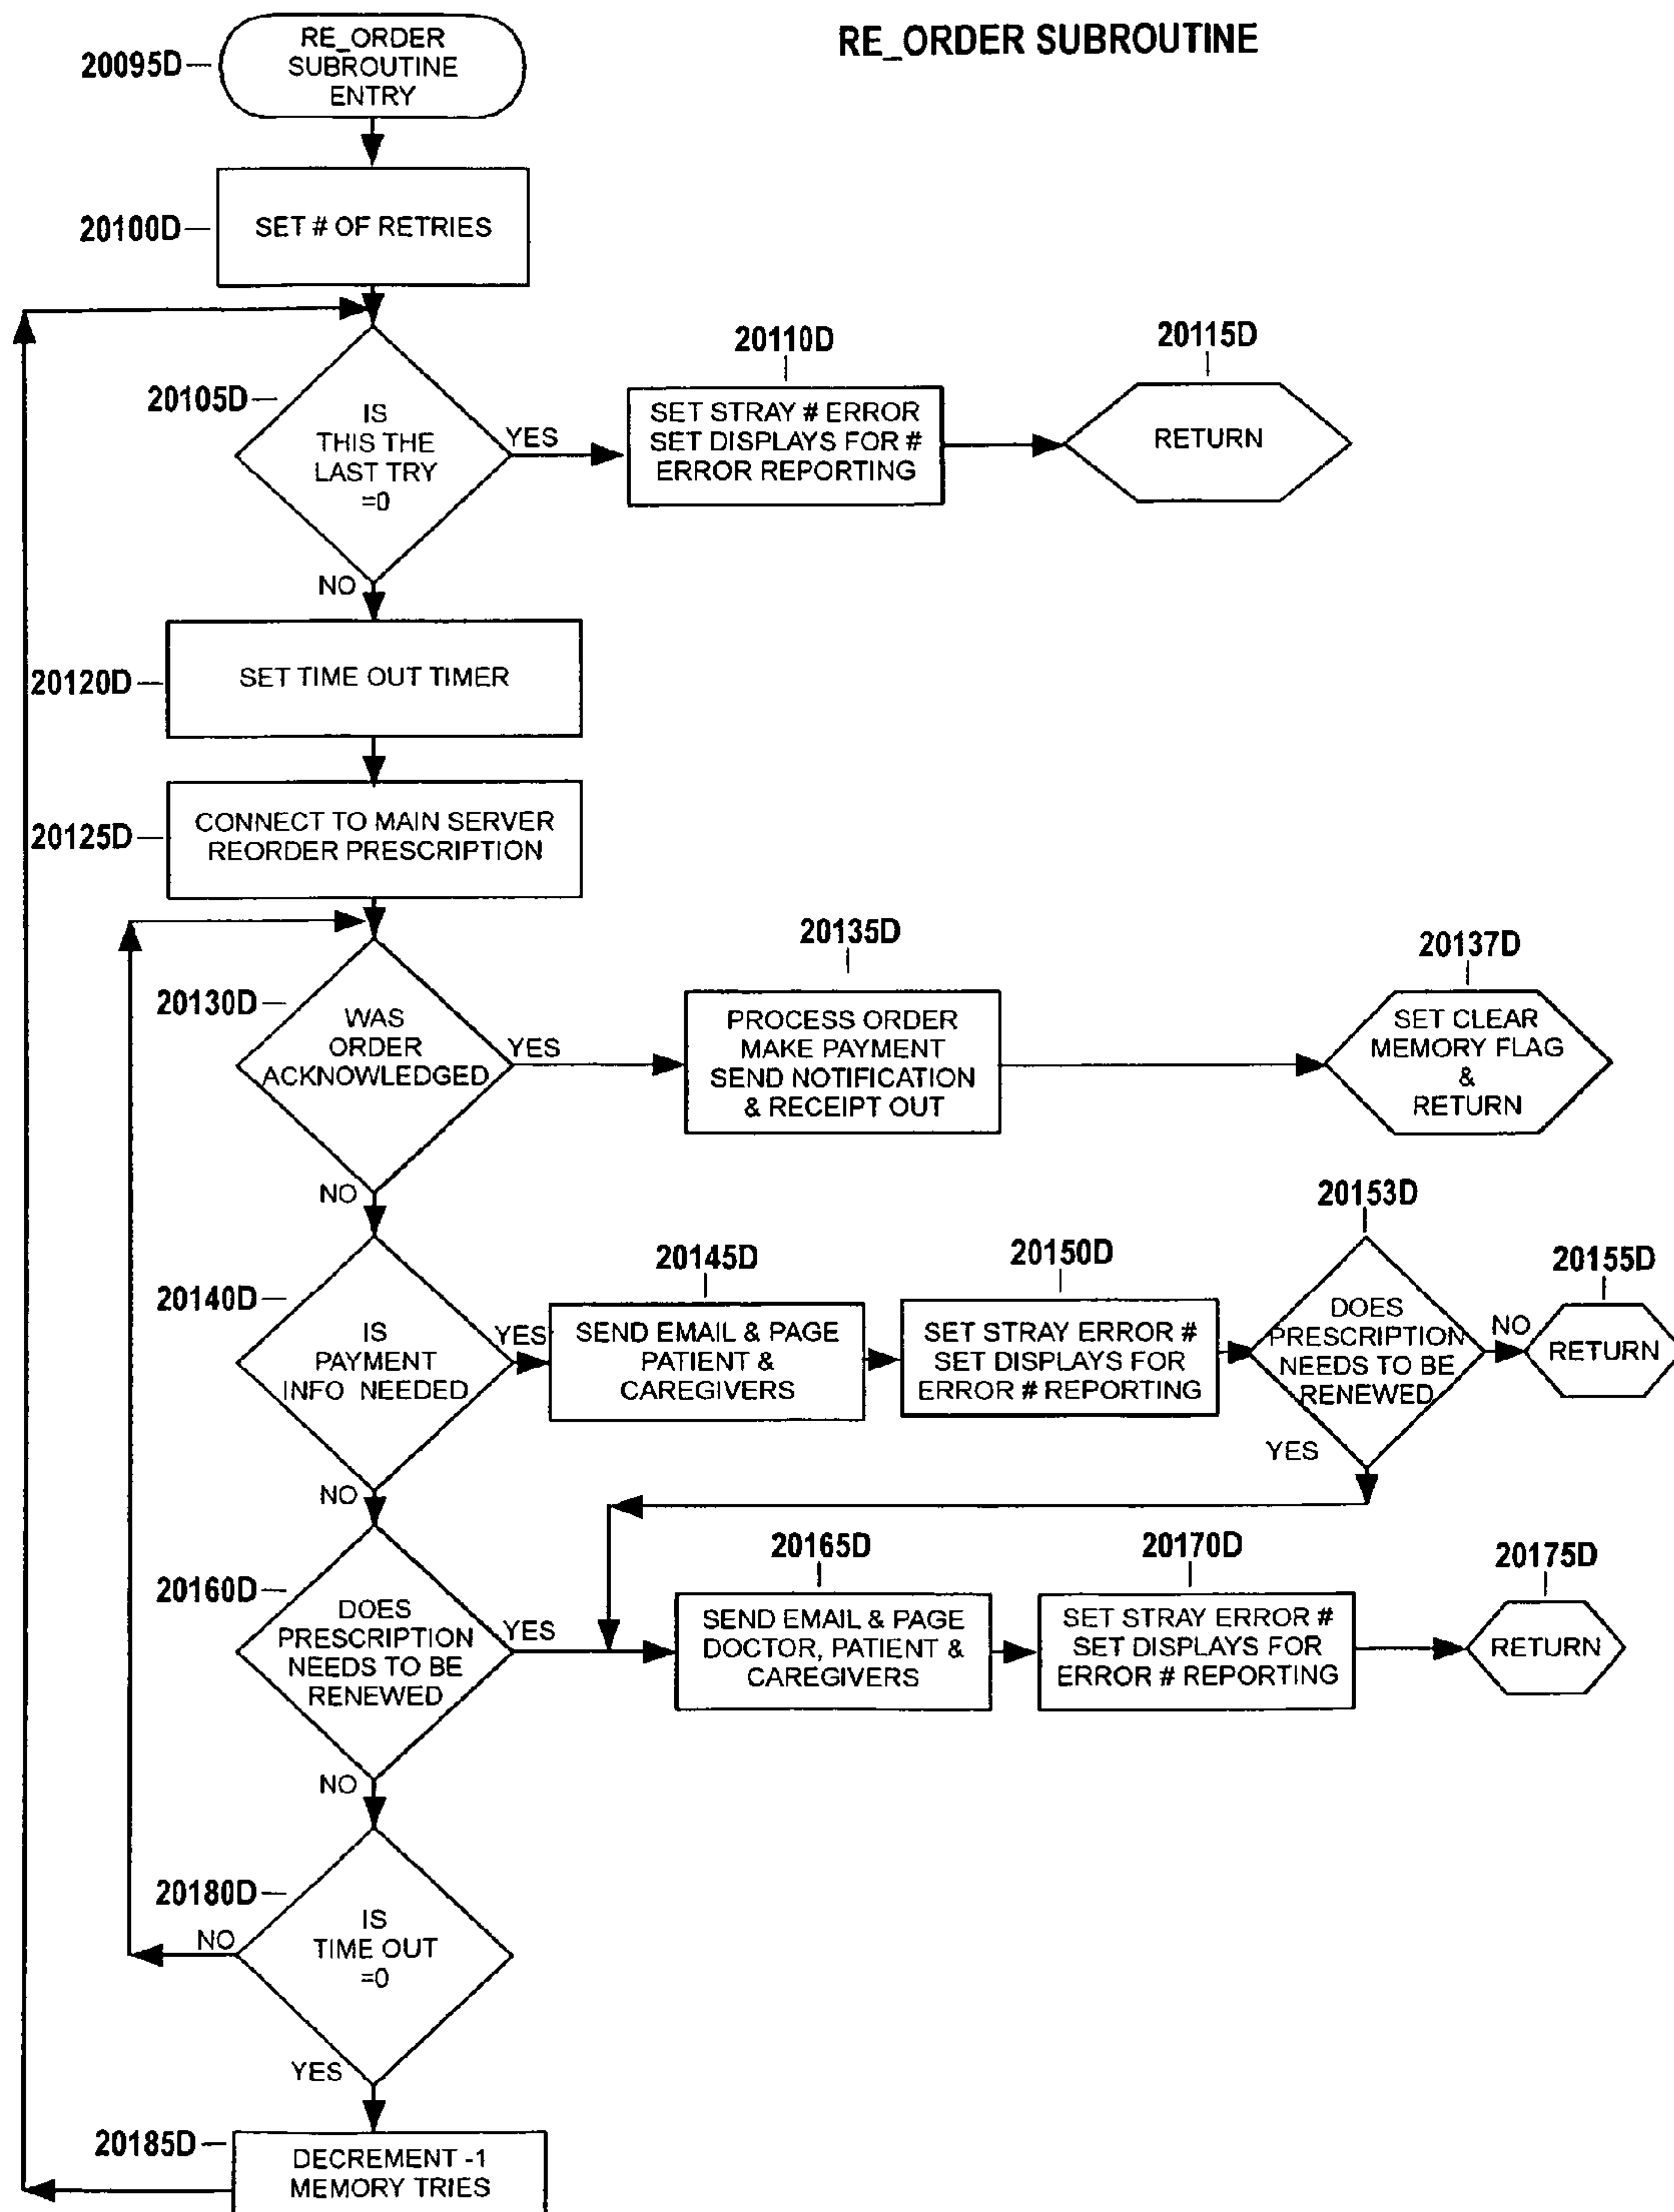 RE_ORDER SUBROUTINE
20095D
RE_ORDER
SUBROUTINE
ENTRY
20100D
SET # OF RETRIES
20105D
IS
THIS THE
LAST TRY
=0
YES
NO
20110D
SET STRAY # ERROR
SET DISPLAYS FOR #
ERROR REPORTING
20115D
RETURN
20120D
SET TIME OUT TIMER
20125D
CONNECT TO MAIN SERVER
REORDER PRESCRIPTION
20130D
WAS
ORDER
ACKNOWLEDGED
YES
NO
20135D
PROCESS ORDER
MAKE PAYMENT
SEND NOTIFICATION
& RECEIPT OUT
20137D
SET CLEAR
MEMORY FLAG
&
RETURN
20140D
IS
PAYMENT
INFO NEEDED
YES
NO
20145D
SEND EMAIL & PAGE
PATIENT &
CAREGIVERS
20150D
SET STRAY ERROR #
SET DISPLAYS FOR
ERROR # REPORTING
20153D
DOES
PRESCRIPTION
NEEDS TO BE
RENEWED
NO
YES
20155D
RETURN
20160D
DOES
PRESCRIPTION
NEEDS TO BE
RENEWED
YES
NO
20165D
SEND EMAIL & PAGE
DOCTOR, PATIENT &
CAREGIVERS
20170D
SET STRAY ERROR #
SET DISPLAYS FOR
ERROR # REPORTING
20175D
RETURN
20180D
IS
TIME OUT
=0
NO
YES
20185D
DECREMENT -1
MEMORY TRIES